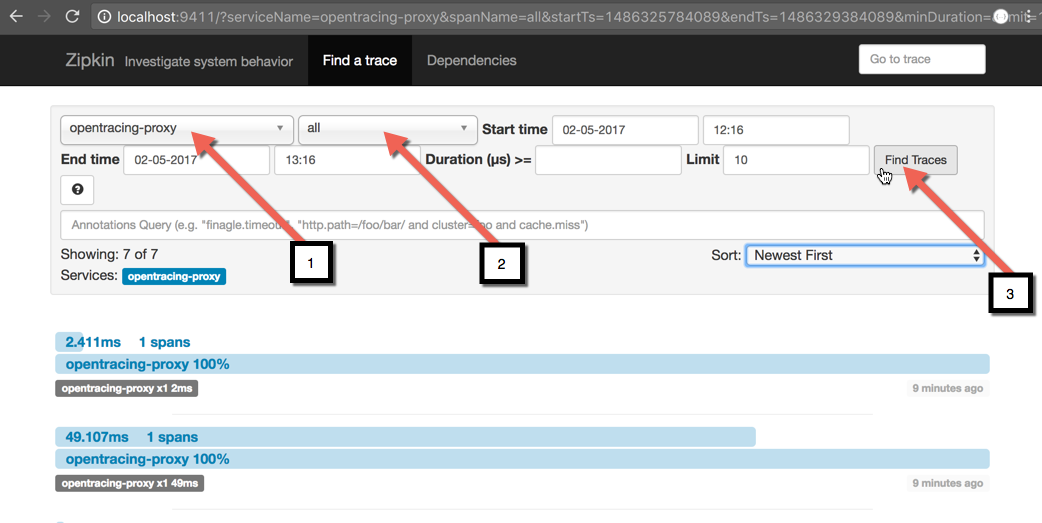 localhost:9411/?serviceName=opentracing-proxy&spanName=all&startTs=1486325784089&endTs=1486329384089&minDuration=
Zipkin Investigate system behavior Find a trace Dependencies Go to trace
opentracing-proxy all Start time 02-05-2017 12:16
End time 02-05-2017 13:16 Duration (µs) >= Limit 10 Find Traces
?
Annotations Query (e.g. "finagle.timeout", "http.path=/foo/bar/ and cluster=foo and cache.miss")
Showing: 7 of 7 Sort: Newest First
Services: opentracing-proxy
1
2
3
2.411ms 1 spans
opentracing-proxy 100%
opentracing-proxy x1 2ms 9 minutes ago
49.107ms 1 spans
opentracing-proxy 100%
opentracing-proxy x1 49ms 9 minutes ago